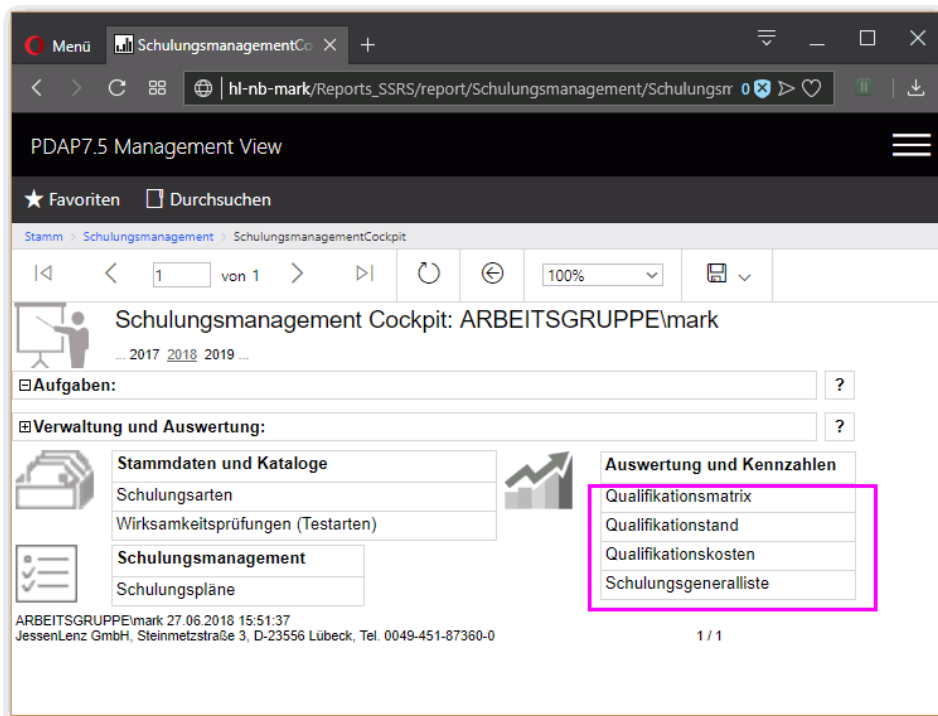 Menü SchulungsmanagementCo
hl-nb-mark/Reports_SSRS/report/Schulungsmanagement/Schulungsm 0
PDAP7.5 Management View
Favoriten Durchsuchen
Stamm > Schulungsmanagement > SchulungsmanagementCockpit
1 von 1 100%
Schulungsmanagement Cockpit: ARBEITSGRUPPE\mark
... 2017 2018 2019 ...
Aufgaben: ?
Verwaltung und Auswertung: ?
Stammdaten und Kataloge
Schulungsarten
Wirksamkeitsprüfungen (Testarten)
Auswertung und Kennzahlen
Qualifikationsmatrix
Qualifikationstand
Qualifikationskosten
Schulungsgeneralliste
Schulungsmanagement
Schulungspläne
ARBEITSGRUPPE\mark 27.06.2018 15:51:37
JessenLenz GmbH, Steinmetzstraße 3, D-23556 Lübeck, Tel. 0049-451-87360-0 1 / 1